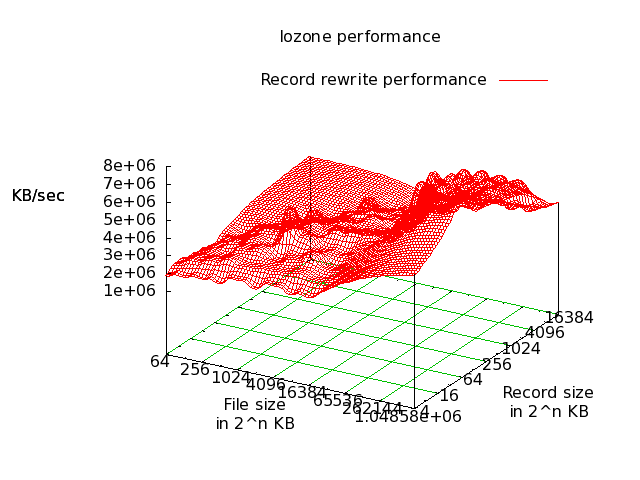 Iozone performance
Record rewrite performance
KB/sec
8e+06
7e+06
6e+06
5e+06
4e+06
3e+06
2e+06
1e+06
64
256
1024
4096
16384
65536
262144
1.04858e+06
File size
in 2^n KB
4
16
64
256
1024
4096
16384
Record size
in 2^n KB